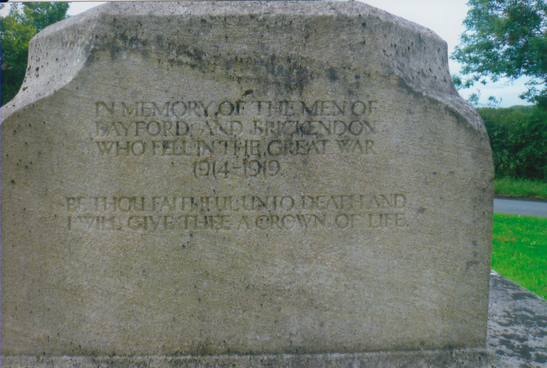 IN MEMORY OF THE MEN OF
BAYFORD AND BRICKENDON
WHO FELL IN THE GREAT WAR
1914-1919
BE THOU FAITHFUL UNTO DEATH AND
I WILL GIVE THEE A CROWN OF LIFE.